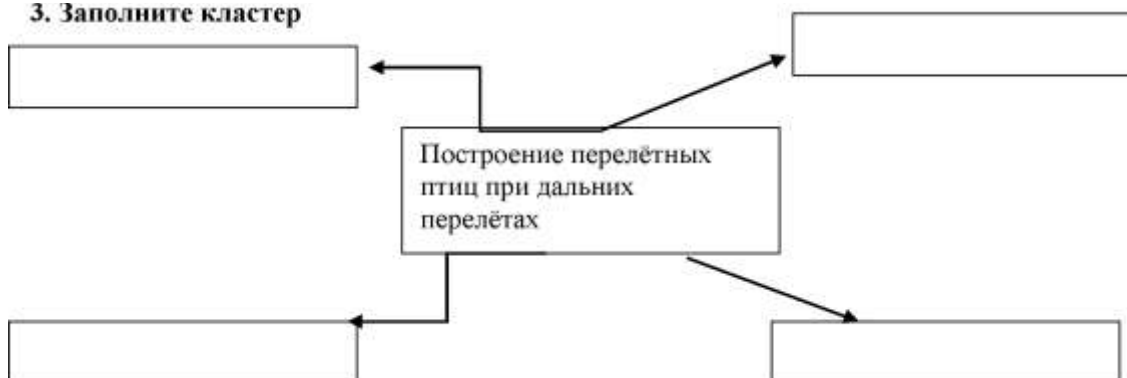 3. Заполните кластер
Построение перелётных
птиц при дальних
перелётах